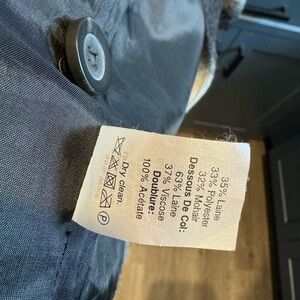 35% Laine
33% Polyester
32% Mohair
Dessous De Col:
63% Laine
37% Viscose
Doublure:
100% Acétate
Dry clean.
P